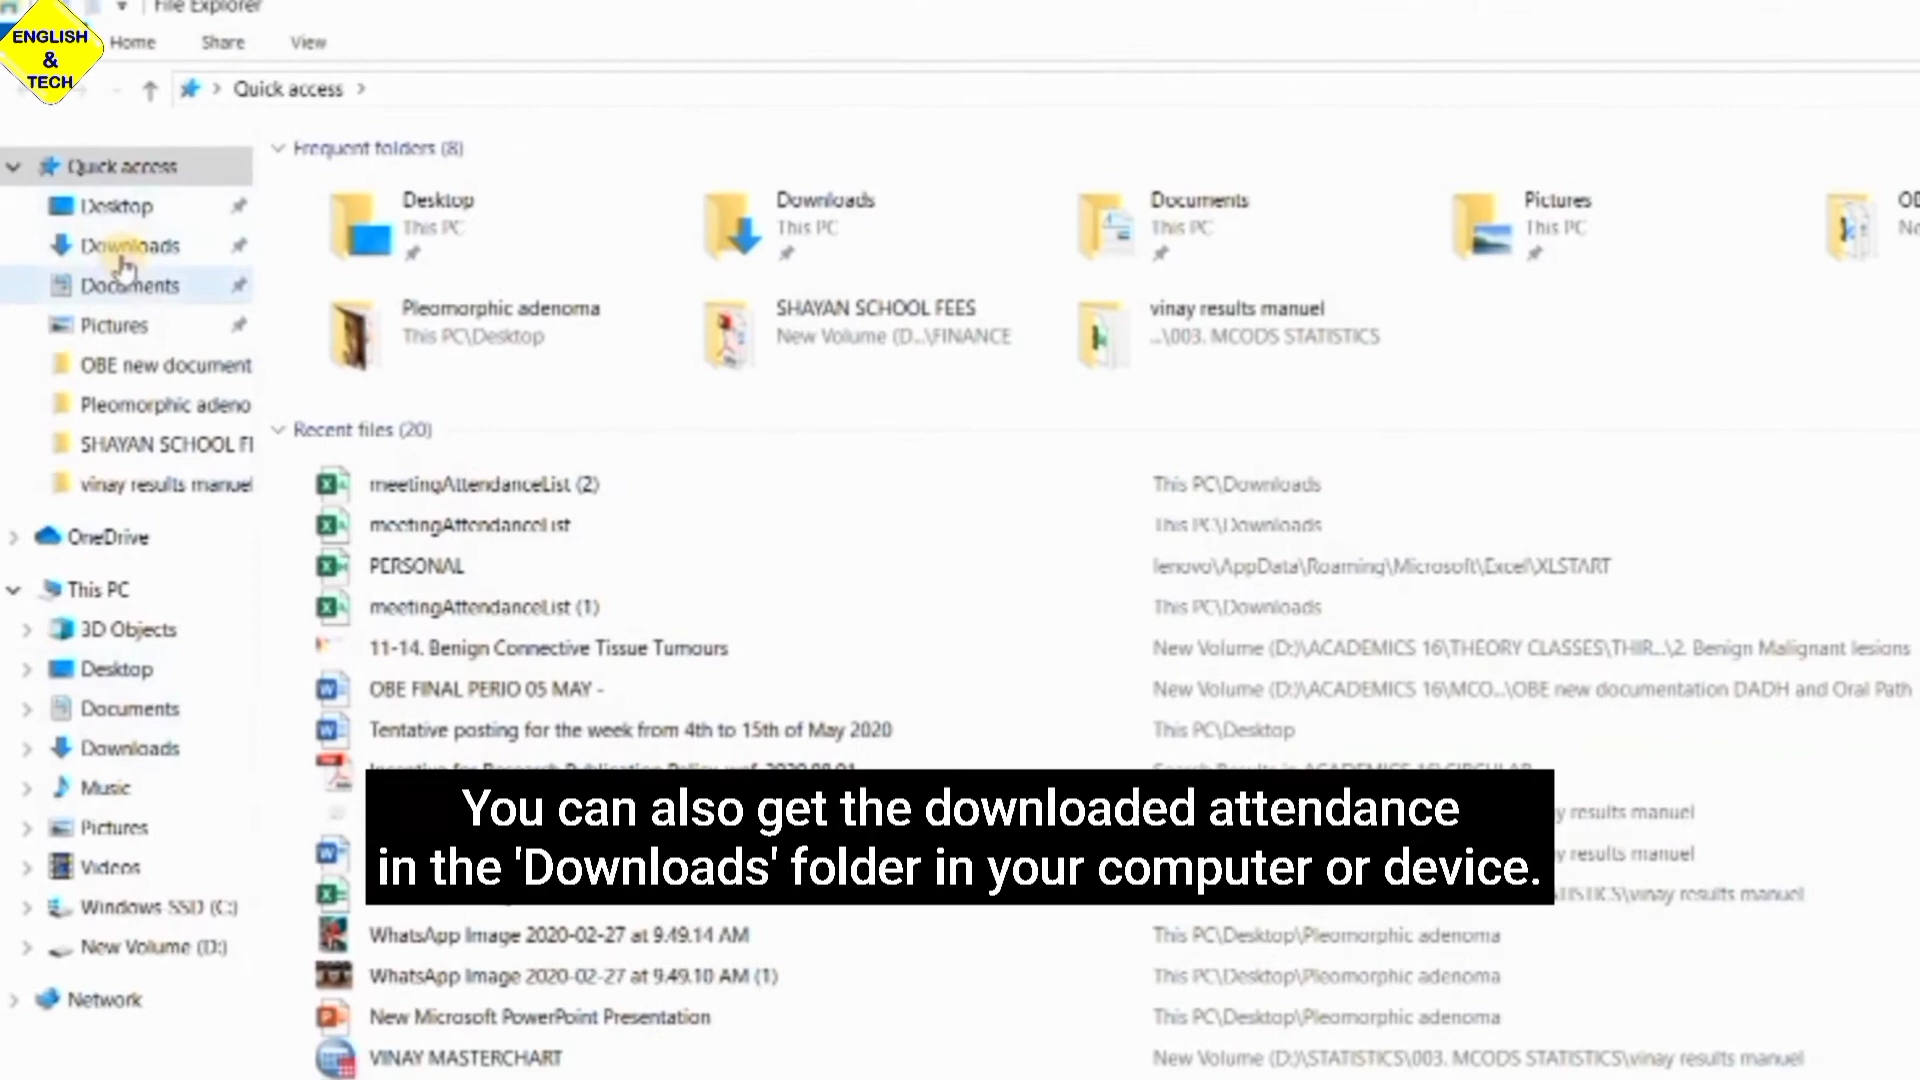 File Explorer
ENGLISH
&
TECH
Home Share View
Quick access
Quick access
Desktop
Downloads
Documents
Pictures
OBE new document
Pleomorphic adeno
SHAYAN SCHOOL FI
vinay results manuel
OneDrive
This PC
3D Objects
Desktop
Documents
Downloads
Music
Pictures
Videos
Windows-SSD (C:)
New Volume (D:)
Network
Frequent folders (8)
Desktop
This PC
Downloads
This PC
Documents
This PC
Pictures
This PC
OB
Ne
Pleomorphic adenoma
This PC\Desktop
SHAYAN SCHOOL FEES
New Volume (D...\FINANCE
vinay results manuel
...\003. MCODS STATISTICS
Recent files (20)
meetingAttendanceList (2) This PC\Downloads
meetingAttendanceList This PC\Downloads
PERSONAL lenovo\AppData\Roaming\Microsoft\Excel\XLSTART
meetingAttendanceList (1) This PC\Downloads
11-14. Benign Connective Tissue Tumours New Volume (D:)\ACADEMICS 16\THEORY CLASSES\THIR...\2. Benign Malignant lesions
OBE FINAL PERIO 05 MAY - New Volume (D:)\ACADEMICS 16\MCO...\OBE new documentation DADH and Oral Path
Tentative posting for the week from 4th to 15th of May 2020 This PC\Desktop
y results manuel
y results manuel
\vinay results manuel
You can also get the downloaded attendance
in the 'Downloads' folder in your computer or device.
WhatsApp Image 2020-02-27 at 9.49.14 AM This PC\Desktop\Pleomorphic adenoma
WhatsApp Image 2020-02-27 at 9.49.10 AM (1) This PC\Desktop\Pleomorphic adenoma
New Microsoft PowerPoint Presentation This PC\Desktop\Pleomorphic adenoma
VINAY MASTERCHART New Volume (D:)\STATISTICS\003. MCODS STATISTICS\vinay results manuel